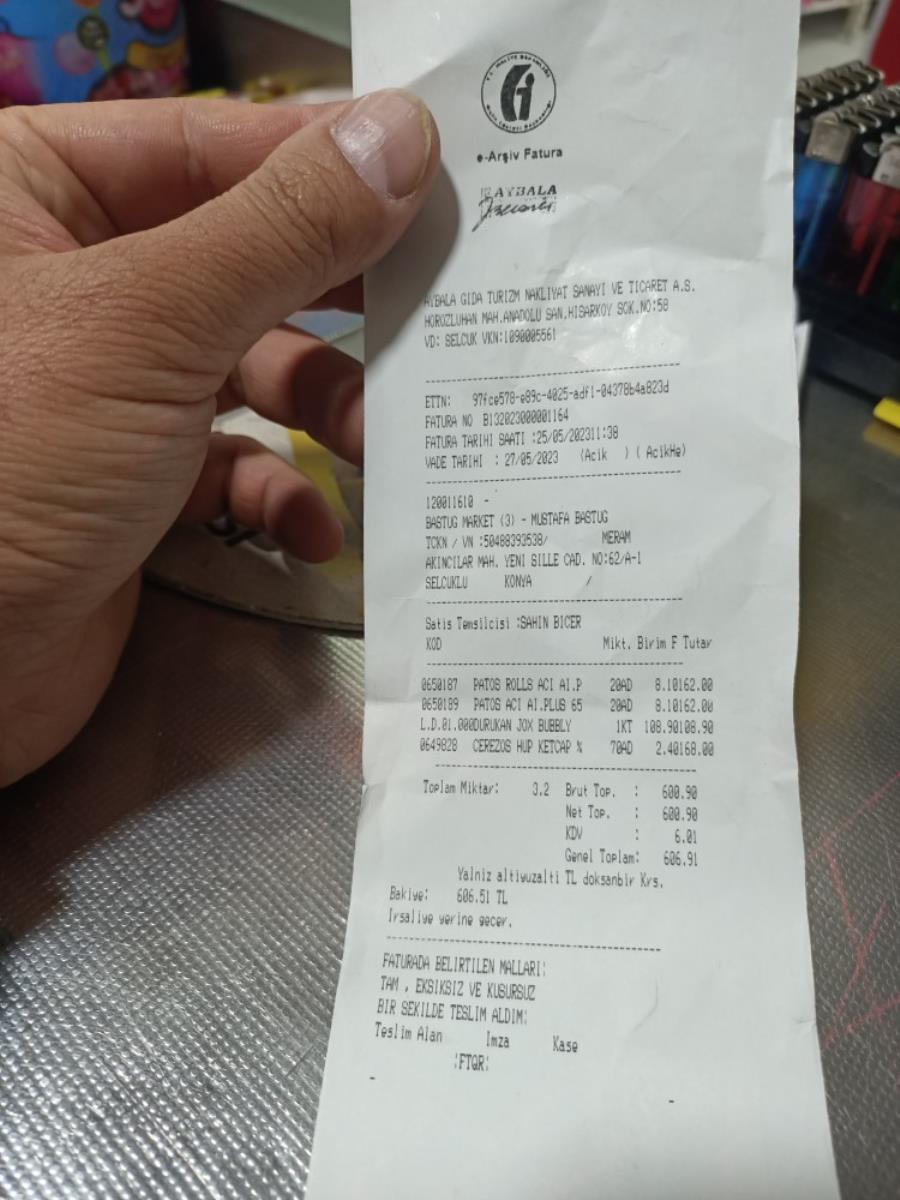 e-Arşiv Fatura
AYBALA
AYBALA GIDA TURIZM NAKLIYAT SANAYI VE TICARET A.S.
HOROZLUHAN MAH.ANADOLU SAN.HISARKOY SOK.NO:58
VD: SELCUK VKN:1090005561
ETTN: 97fce578-e89c-4025-adf1-04378b4a823d
FATURA NO B132023000001164
FATURA TARIHI SAATI :25/05/202311:38
VADE TARIHI : 27/05/2023 (Acik ) ( AcikHe)
120011610 -
BASTUG MARKET (3) - MUSTAFA BASTUG
TCKN / VN :50488393538/ MERAM
AKINCILAR MAH. YENI SILLE CAD. NO:62/A-1
SELCUKLU KONYA /
Satis Temsilcisi :SAHIN BICER
KOD Mikt. Birim F Tutar
0650187 PATOS ROLLS ACI AI.P 20AD 8.10162.00
0650189 PATOS ACI AI.PLUS 65 20AD 8.10162.00
L.D.01.000DURUKAN JOX BUBBLY 1KT 108.90108.90
0649828 CEREZOS HUP KETCAP % 70AD 2.40168.00
Toplam Miktar: 3.2 Brut Top. : 600.90
Net Top. : 600.90
KDV : 6.01
Genel Toplam: 606.91
Yalniz altiyuzalti TL doksanbir Krs.
Bakiye: 606.51 TL
Irsaliye yerine gecer.
FATURADA BELIRTILEN MALLARI:
TAM , EKSIKSIZ VE KUSURSUZ
BIR SEKILDE TESLIM ALDIM:
Teslim Alan Imza Kase
:FTQR: